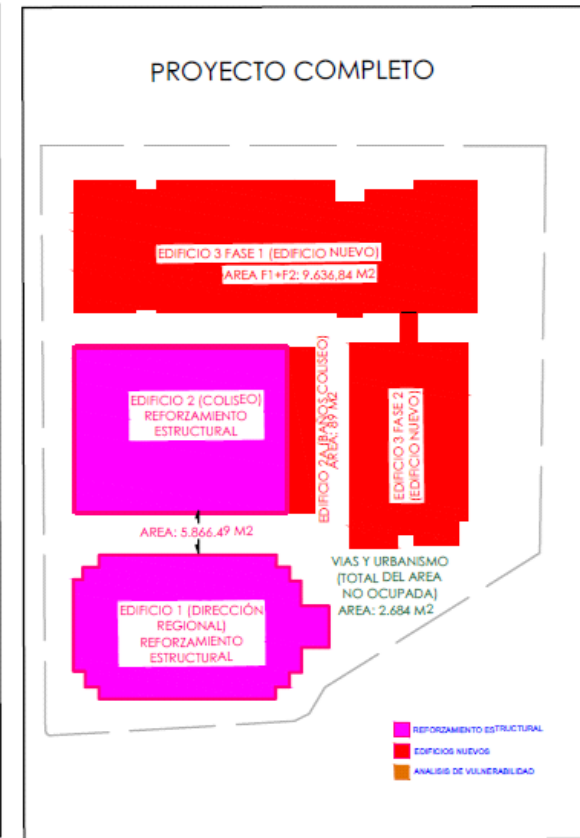 PROYECTO COMPLETO
EDIFICIO 3 FASE 1 (EDIFICIO NUEVO)
AREA F1+F2: 9.636,84 M2
EDIFICIO 2 (COLISEO)
REFORZAMIENTO
ESTRUCTURAL
EDIFICIO 2A (BAÑOS COLISEO)
AREA: 89 M2
EDIFICIO 3 FASE 2
(EDIFICIO NUEVO)
AREA: 5.866,49 M2
VIAS Y URBANISMO
(TOTAL DEL AREA
NO OCUPADA)
AREA: 2.684 M2
EDIFICIO 1 (DIRECCIÓN
REGIONAL)
REFORZAMIENTO
ESTRUCTURAL
REFORZAMIENTO ESTRUCTURAL
EDIFICIOS NUEVOS
ANALISIS DE VULNERABILIDAD